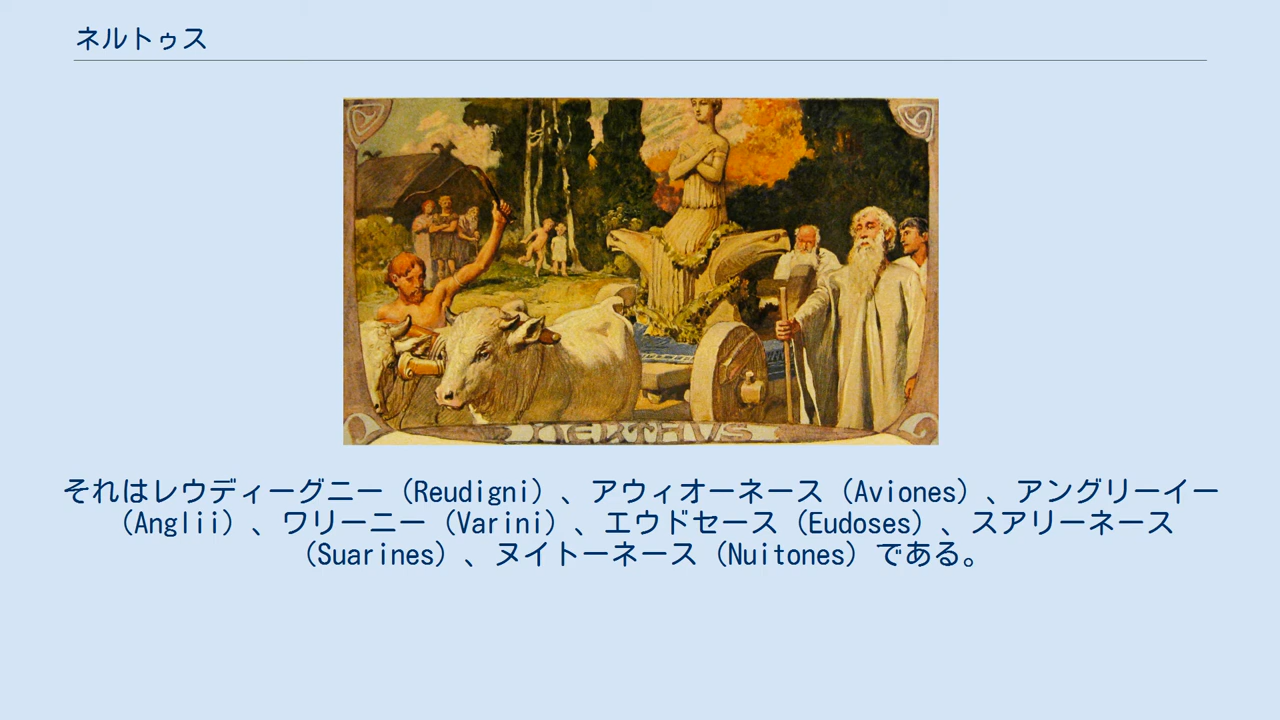 ネルトゥス
NERTHVS
それはレウディーグニー（Reudigni）、アウィオーネース（Aviones）、アングリーイー
（Anglii）、ワリーニー（Varini）、エウドセース（Eudoses）、スアリーネース
（Suarines）、ヌイトーネース（Nuitones）である。